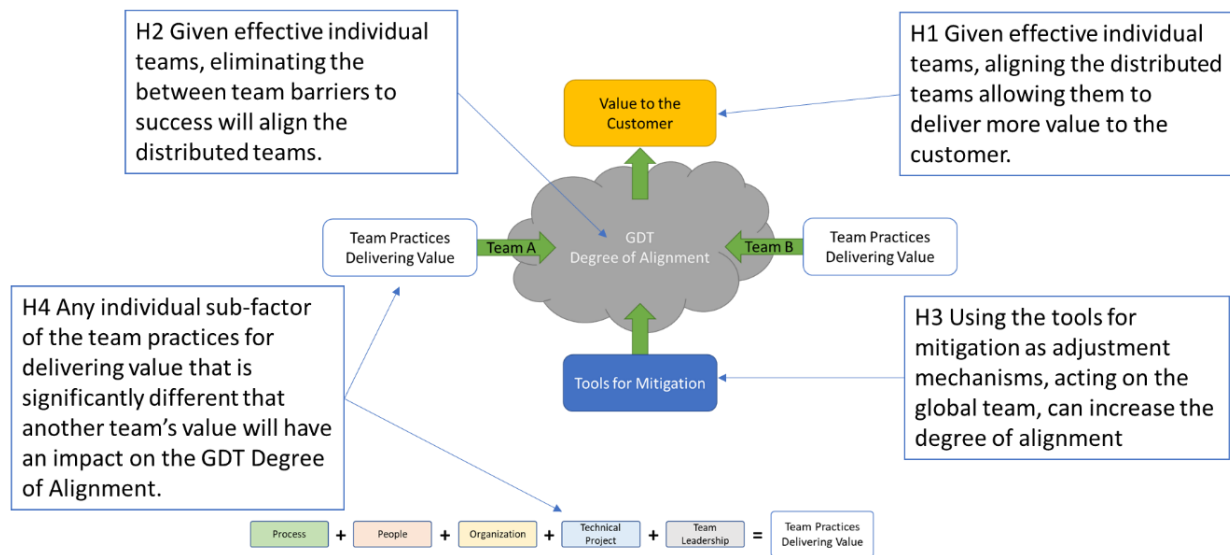 H2 Given effective individual
teams, eliminating the
between team barriers to
success will align the
distributed teams.
H1 Given effective individual
teams, aligning the distributed
teams allowing them to
deliver more value to the
customer.
Value to the
Customer
Team Practices
Delivering Value
Team A
GDT
Degree of Alignment
Team B
Team Practices
Delivering Value
H4 Any individual sub-factor
of the team practices for
delivering value that is
significantly different that
another team’s value will have
an impact on the GDT Degree
of Alignment.
Tools for Mitigation
H3 Using the tools for
mitigation as adjustment
mechanisms, acting on the
global team, can increase the
degree of alignment
Process + People + Organization + Technical Project + Team Leadership = Team Practices Delivering Value